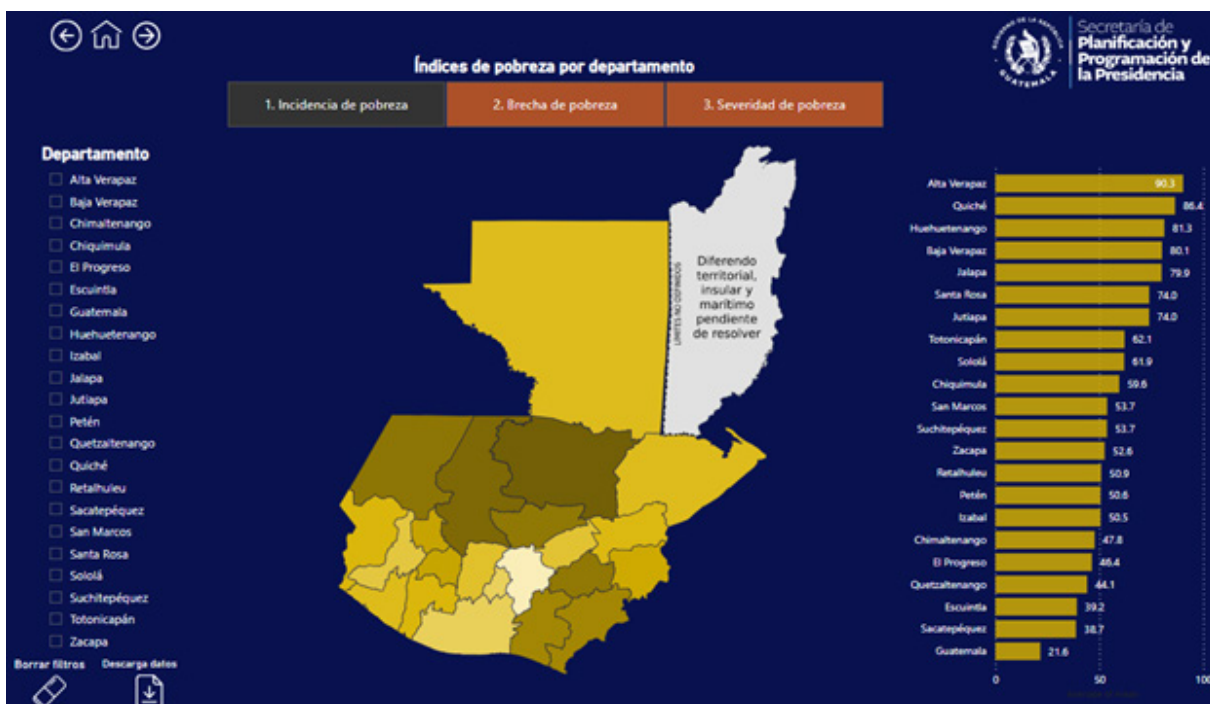 Secretaría de
Planificación y
Programación de
la Presidencia
GOBIERNO DE LA REPÚBLICA
GUATEMALA
Índices de pobreza por departamento
1. Incidencia de pobreza
2. Brecha de pobreza
3. Severidad de pobreza
Departamento
Alta Verapaz
Baja Verapaz
Chimaltenango
Chiquimula
El Progreso
Escuintla
Guatemala
Huehuetenango
Izabal
Jalapa
Jutiapa
Petén
Quetzaltenango
Quiché
Retalhuleu
Sacatepéquez
San Marcos
Santa Rosa
Sololá
Suchitepéquez
Totonicapán
Zacapa
Borrar filtros
Descarga datos
LIMITES NO DEFINIDOS
Diferendo
territorial,
insular y
marítimo
pendiente
de resolver
Alta Verapaz 90.3
Quiché 86.4
Huehuetenango 81.3
Baja Verapaz 80.1
Jalapa 79.9
Santa Rosa 74.0
Jutiapa 74.0
Totonicapán 62.1
Sololá 61.9
Chiquimula 59.6
San Marcos 53.7
Suchitepéquez 53.7
Zacapa 52.6
Retalhuleu 50.9
Petén 50.6
Izabal 50.5
Chimaltenango 47.8
El Progreso 46.4
Quetzaltenango 44.1
Escuintla 39.2
Sacatepéquez 38.7
Guatemala 21.6
0 50 100